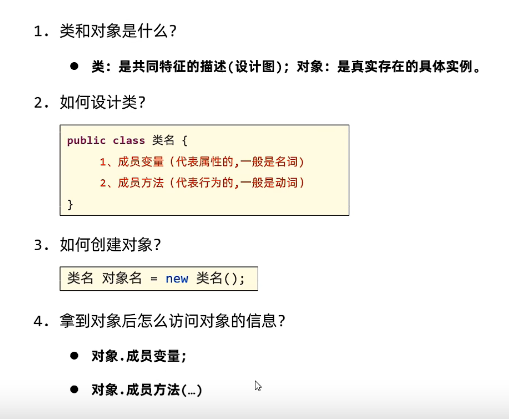 1. 类和对象是什么?
● 类: 是共同特征的描述(设计图); 对象: 是真实存在的具体实例。
2. 如何设计类?
public class 类名 {
1、成员变量 (代表属性的,一般是名词)
2、成员方法 (代表行为的,一般是动词)
}
3. 如何创建对象?
类名 对象名 = new 类名();
4. 拿到对象后怎么访问对象的信息?
● 对象.成员变量;
● 对象.成员方法(…)